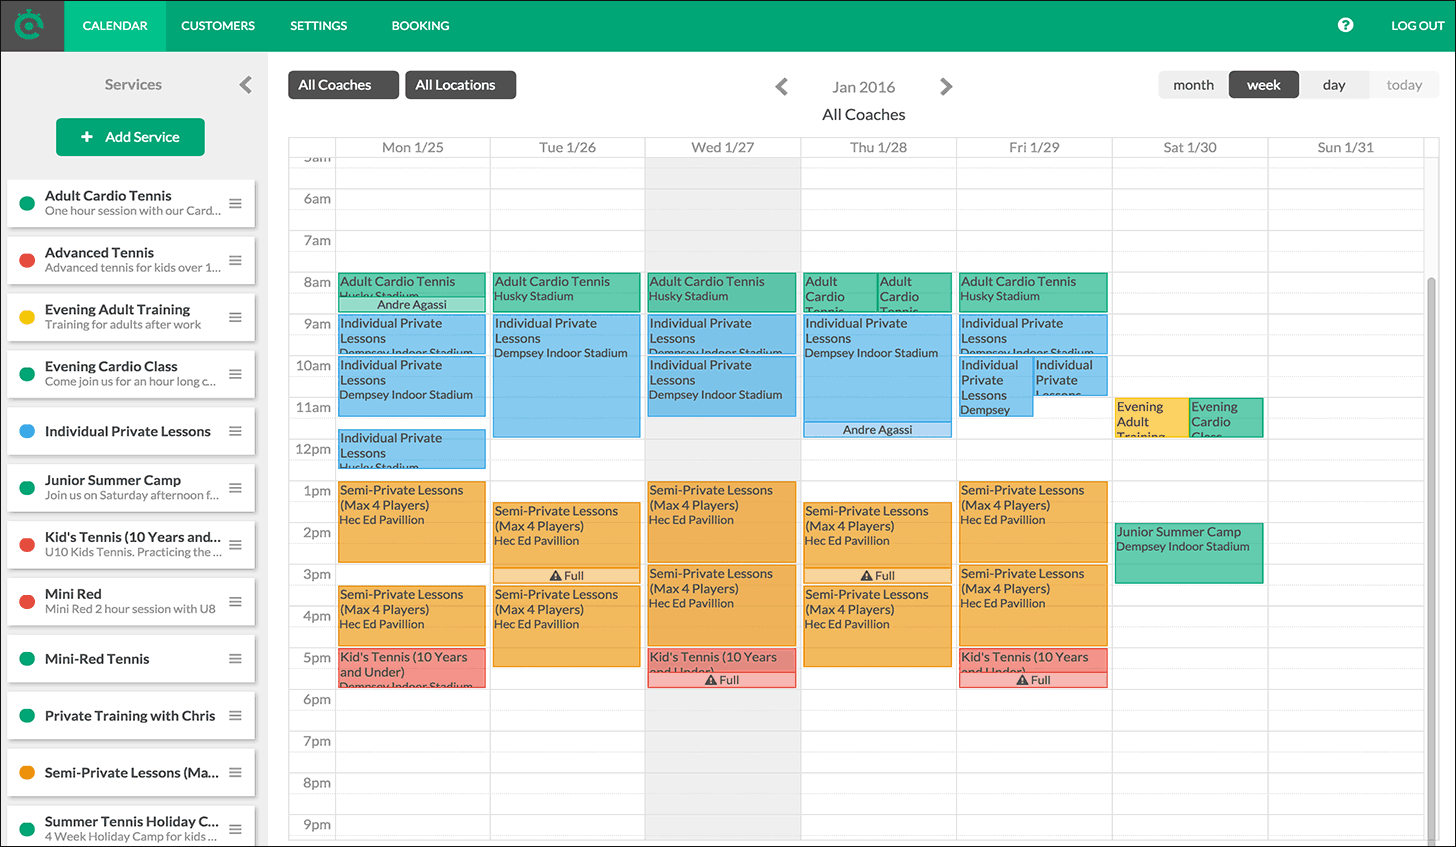 CALENDAR CUSTOMERS SETTINGS BOOKING ? LOG OUT
Services
+ Add Service
Adult Cardio Tennis
One hour session with our Card...
Advanced Tennis
Advanced tennis for kids over 1...
Evening Adult Training
Training for adults after work
Evening Cardio Class
Come join us for an hour long c...
Individual Private Lessons
Junior Summer Camp
Join us on Saturday afternoon f...
Kid's Tennis (10 Years and...
U10 Kids Tennis. Practicing the ...
Mini Red
Mini Red 2 hour session with U8
Mini-Red Tennis
Private Training with Chris
Semi-Private Lessons (Ma...
Summer Tennis Holiday C...
4 Week Holiday Camp for kids ...
All Coaches All Locations
Jan 2016
All Coaches
month week day today
Mon 1/25 Tue 1/26 Wed 1/27 Thu 1/28 Fri 1/29 Sat 1/30 Sun 1/31
5am
6am
7am
8am
9am
10am
11am
12pm
1pm
2pm
3pm
4pm
5pm
6pm
7pm
8pm
9pm
Adult Cardio Tennis
Husky Stadium
Andre Agassi
Individual Private
Lessons
Dempsey Indoor Stadium
Individual Private
Lessons
Dempsey Indoor Stadium
Individual Private
Lessons
Husky Stadium
Semi-Private Lessons
(Max 4 Players)
Hec Ed Pavillion
Semi-Private Lessons
(Max 4 Players)
Hec Ed Pavillion
Kid's Tennis (10 Years
and Under)
Dempsey Indoor Stadium
Adult Cardio Tennis
Husky Stadium
Individual Private
Lessons
Dempsey Indoor Stadium
Semi-Private Lessons
(Max 4 Players)
Hec Ed Pavillion
Full
Semi-Private Lessons
(Max 4 Players)
Hec Ed Pavillion
Adult Cardio Tennis
Husky Stadium
Individual Private
Lessons
Dempsey Indoor Stadium
Individual Private
Lessons
Dempsey Indoor Stadium
Semi-Private Lessons
(Max 4 Players)
Hec Ed Pavillion
Semi-Private Lessons
(Max 4 Players)
Hec Ed Pavillion
Kid's Tennis (10 Years
and Under)
Full
Adult
Cardio
Tennis
Adult
Cardio
Tennis
Individual Private
Lessons
Dempsey Indoor Stadium
Andre Agassi
Semi-Private Lessons
(Max 4 Players)
Hec Ed Pavillion
Full
Semi-Private Lessons
(Max 4 Players)
Hec Ed Pavillion
Adult Cardio Tennis
Husky Stadium
Individual Private
Lessons
Dempsey Indoor Stadium
Individual
Private
Lessons
Dempsey
Individual
Private
Lessons
Semi-Private Lessons
(Max 4 Players)
Hec Ed Pavillion
Semi-Private Lessons
(Max 4 Players)
Hec Ed Pavillion
Kid's Tennis (10 Years
and Under)
Full
Evening
Adult
Training
Evening
Cardio
Class
Junior Summer Camp
Dempsey Indoor Stadium